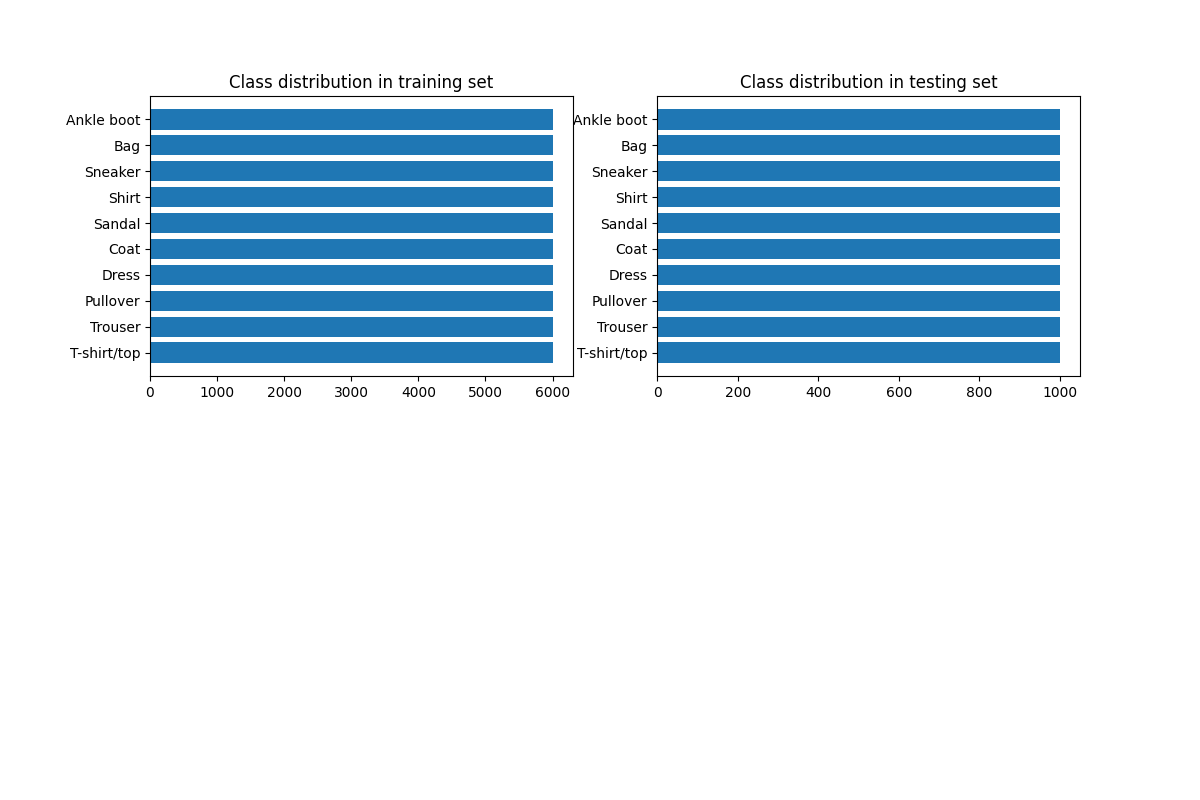 Class distribution in training set
Ankle boot
Bag
Sneaker
Shirt
Sandal
Coat
Dress
Pullover
Trouser
T-shirt/top
0 1000 2000 3000 4000 5000 6000
Class distribution in testing set
Ankle boot
Bag
Sneaker
Shirt
Sandal
Coat
Dress
Pullover
Trouser
T-shirt/top
0 200 400 600 800 1000